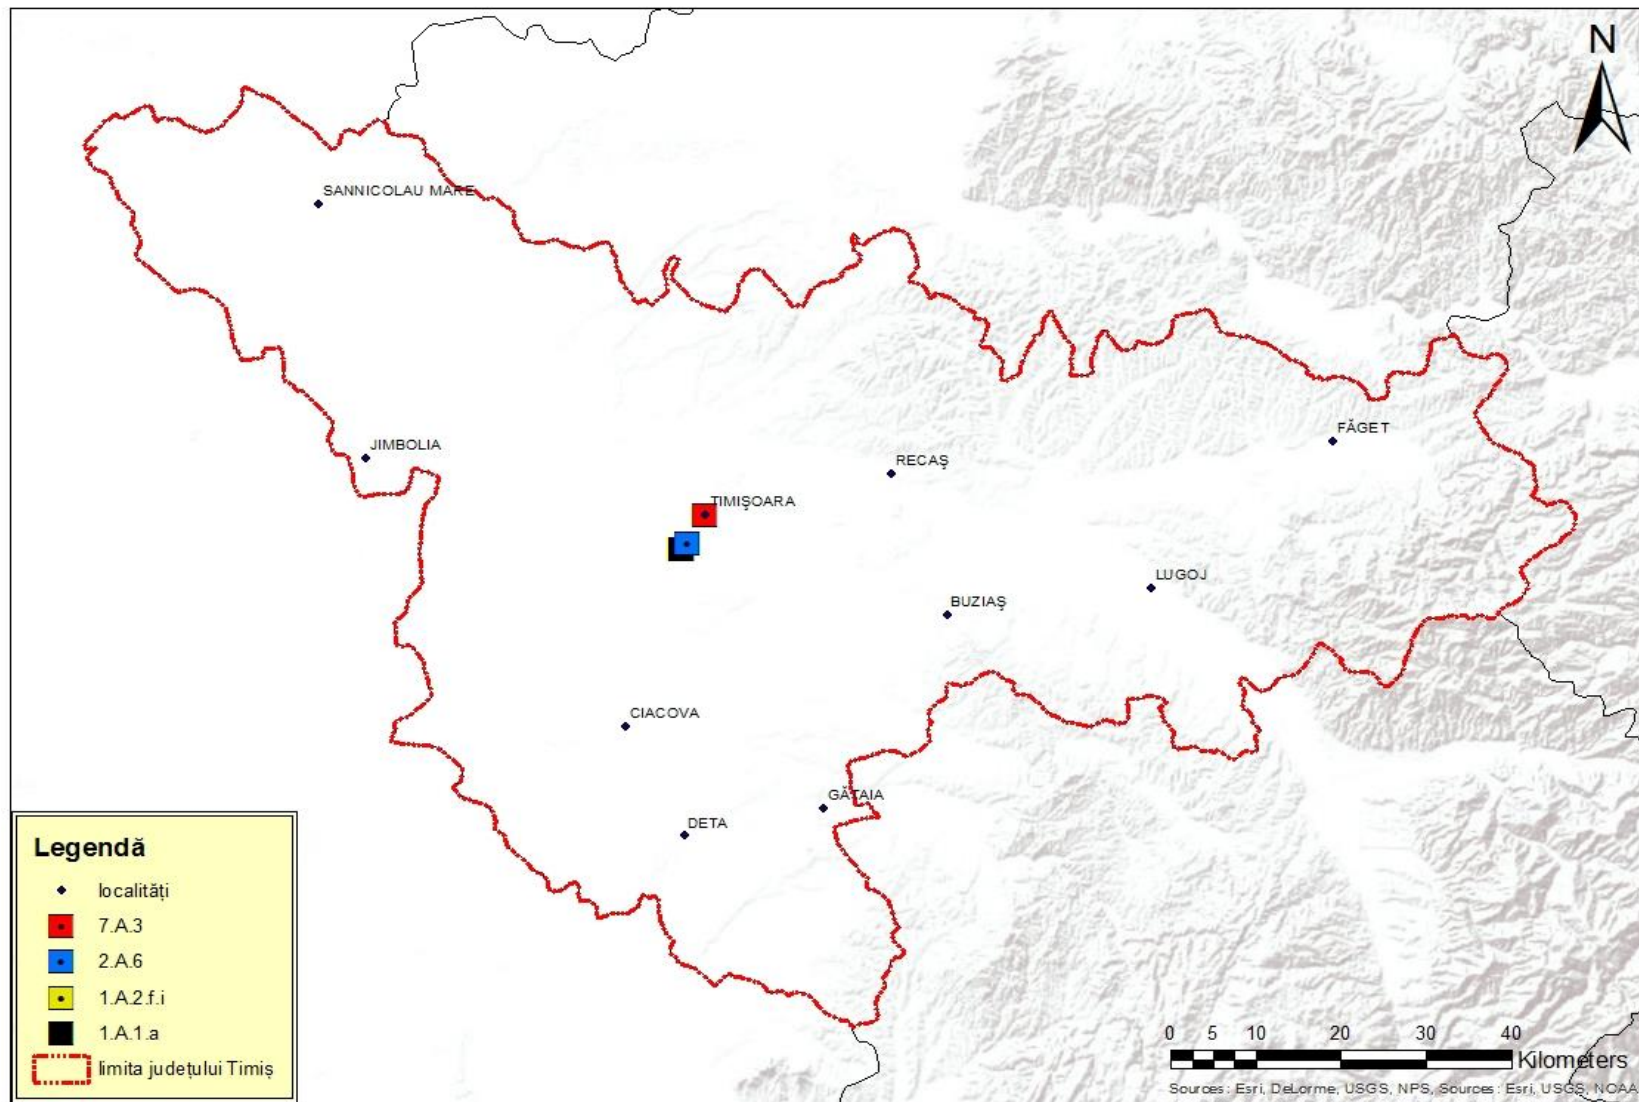 N
SANNICOLAU MARE
JIMBOLIA
FĂGET
RECAŞ
TIMIŞOARA
LUGOJ
BUZIAŞ
CIACOVA
GĂTAIA
DETA
Legendă
localități
7.A.3
2.A.6
1.A.2.f.i
1.A.1.a
limita județului Timiș
0 5 10 20 30 40
Kilometers
Sources: Esri, DeLorme, USGS, NPS, Sources: Esri, USGS, NOAA